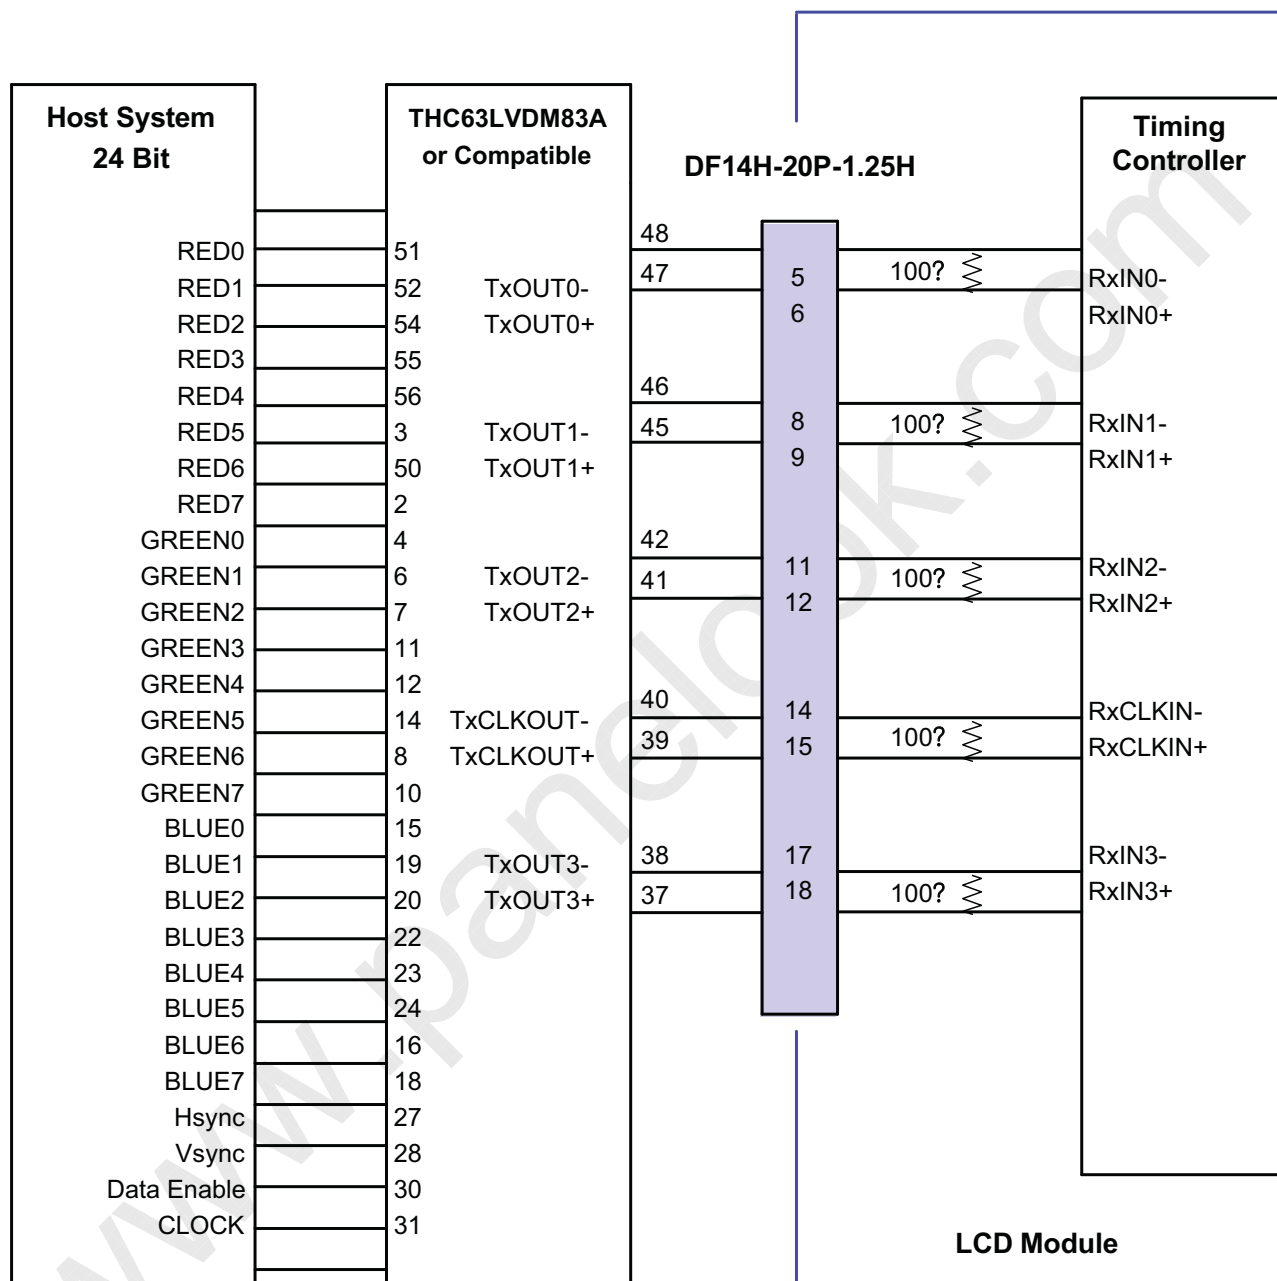 Host System
24 Bit
THC63LVDM83A
or Compatible
DF14H-20P-1.25H
Timing
Controller
RED0 51 48
RED1 52 TxOUT0- 47 5 100? RxIN0-
RED2 54 TxOUT0+ 6 RxIN0+
RED3 55
RED4 56 46
RED5 3 TxOUT1- 45 8 100? RxIN1-
RED6 50 TxOUT1+ 9 RxIN1+
RED7 2
GREEN0 4 42
GREEN1 6 TxOUT2- 41 11 100? RxIN2-
GREEN2 7 TxOUT2+ 12 RxIN2+
GREEN3 11
GREEN4 12 40
GREEN5 14 TxCLKOUT- 14 RxCLKIN-
GREEN6 8 TxCLKOUT+ 39 15 100? RxCLKIN+
GREEN7 10
BLUE0 15
BLUE1 19 TxOUT3- 38 17 RxIN3-
BLUE2 20 TxOUT3+ 37 18 100? RxIN3+
BLUE3 22
BLUE4 23
BLUE5 24
BLUE6 16
BLUE7 18
Hsync 27
Vsync 28
Data Enable 30
CLOCK 31
LCD Module
www.panelook.com